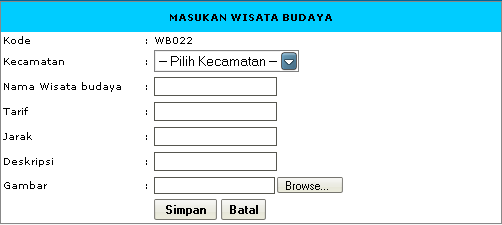 MASUKAN WISATA BUDAYA
Kode : WB022
Kecamatan : -- Pilih Kecamatan --
Nama Wisata budaya :
Tarif :
Jarak :
Deskripsi :
Gambar : Browse...
Simpan Batal